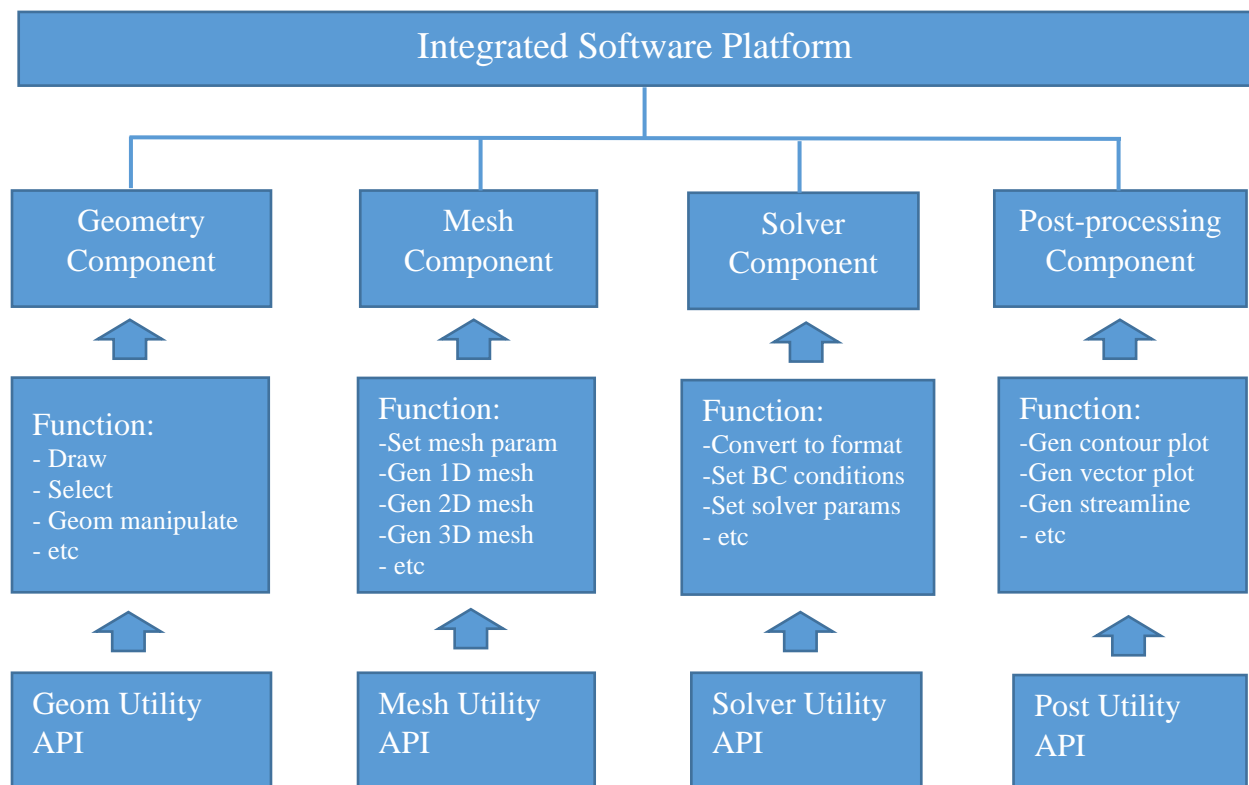 Integrated Software Platform
Geometry
Component
Mesh
Component
Solver
Component
Post-processing
Component
Function:
- Draw
- Select
- Geom manipulate
- etc
Function:
-Set mesh param
-Gen 1D mesh
-Gen 2D mesh
-Gen 3D mesh
- etc
Function:
-Convert to format
-Set BC conditions
-Set solver params
- etc
Function:
-Gen contour plot
-Gen vector plot
-Gen streamline
- etc
Geom Utility
API
Mesh Utility
API
Solver Utility
API
Post Utility
API